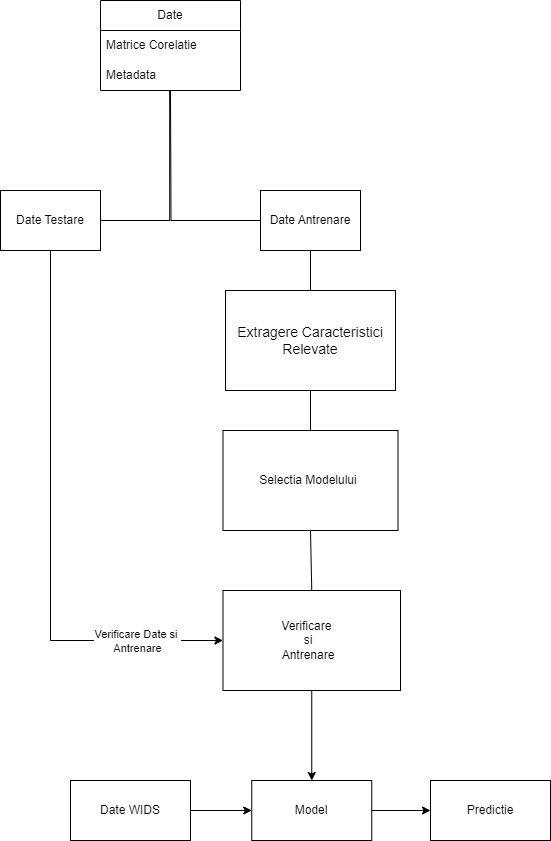 Date
Matrice Corelatie
Metadata
Date Testare
Date Antrenare
Extragere Caracteristici
Relevate
Selectia Modelului
Verificare Date si
Antrenare
Verificare
si
Antrenare
Date WIDS
Model
Predictie